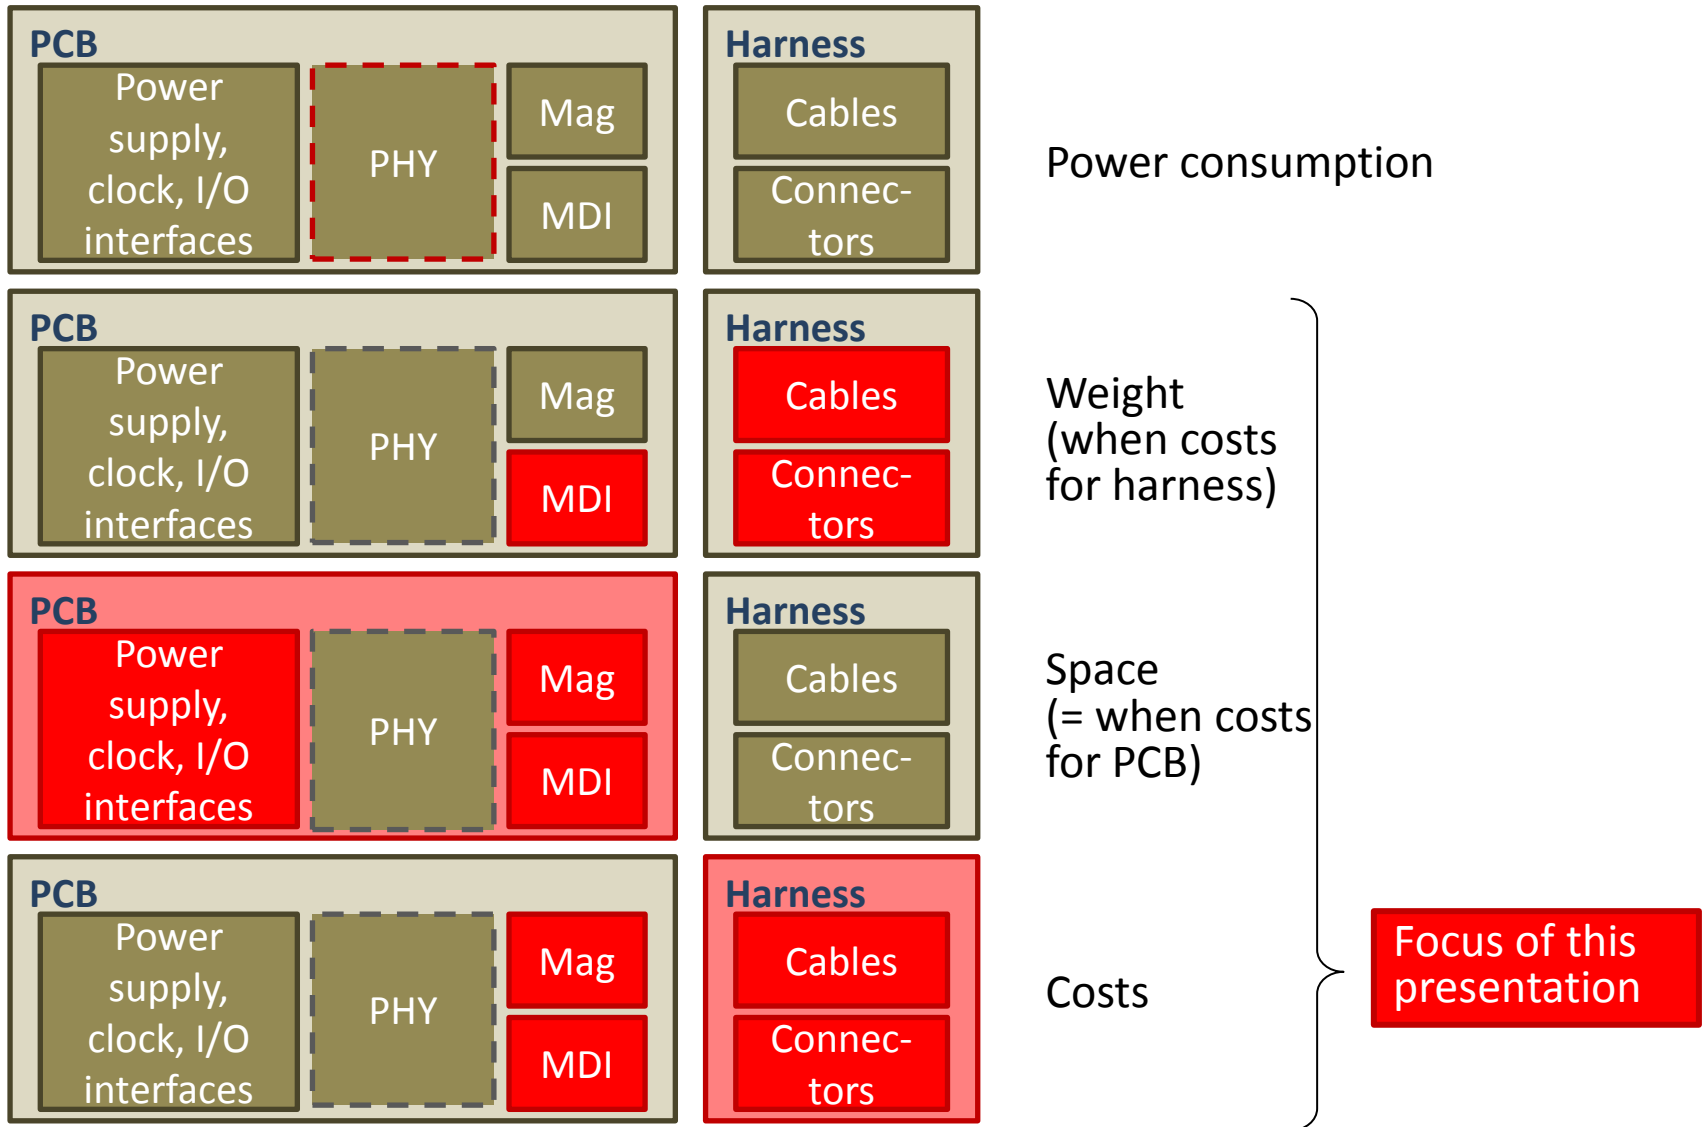 PCB
Power
supply,
clock, I/O
interfaces
PHY
Mag
MDI
Harness
Cables
Connec-
tors
Power consumption
PCB
Power
supply,
clock, I/O
interfaces
PHY
Mag
MDI
Harness
Cables
Connec-
tors
Weight
(when costs
for harness)
PCB
Power
supply,
clock, I/O
interfaces
PHY
Mag
MDI
Harness
Cables
Connec-
tors
Space
(= when costs
for PCB)
PCB
Power
supply,
clock, I/O
interfaces
PHY
Mag
MDI
Harness
Cables
Connec-
tors
Costs
Focus of this
presentation